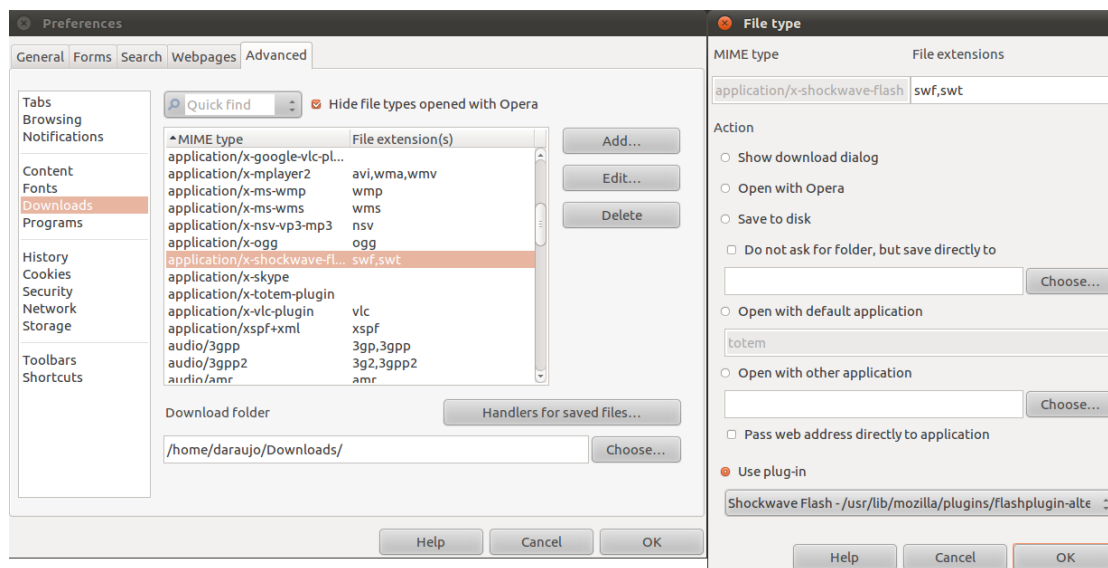 Preferences
General Forms Search Webpages Advanced
Tabs
Browsing
Notifications
Content
Fonts
Downloads
Programs
History
Cookies
Security
Network
Storage
Toolbars
Shortcuts
Quick find
Hide file types opened with Opera
MIME type File extension(s)
application/x-google-vlc-pl...
application/x-mplayer2 avi,wma,wmv
application/x-ms-wmp wmp
application/x-ms-wms wms
application/x-nsv-vp3-mp3 nsv
application/x-ogg ogg
application/x-shockwave-fl... swf,swt
application/x-skype
application/x-totem-plugin
application/x-vlc-plugin vlc
application/xspf+xml xspf
audio/3gpp 3gp,3gpp
audio/3gpp2 3g2,3gpp2
audio/amr amr
Add...
Edit...
Delete
Download folder
Handlers for saved files...
/home/daraujo/Downloads/
Choose...
Help Cancel OK
File type
MIME type File extensions
application/x-shockwave-flash swf,swt
Action
Show download dialog
Open with Opera
Save to disk
Do not ask for folder, but save directly to
Choose...
Open with default application
totem
Open with other application
Choose...
Pass web address directly to application
Use plug-in
Shockwave Flash - /usr/lib/mozilla/plugins/flashplugin-alte
Help Cancel OK